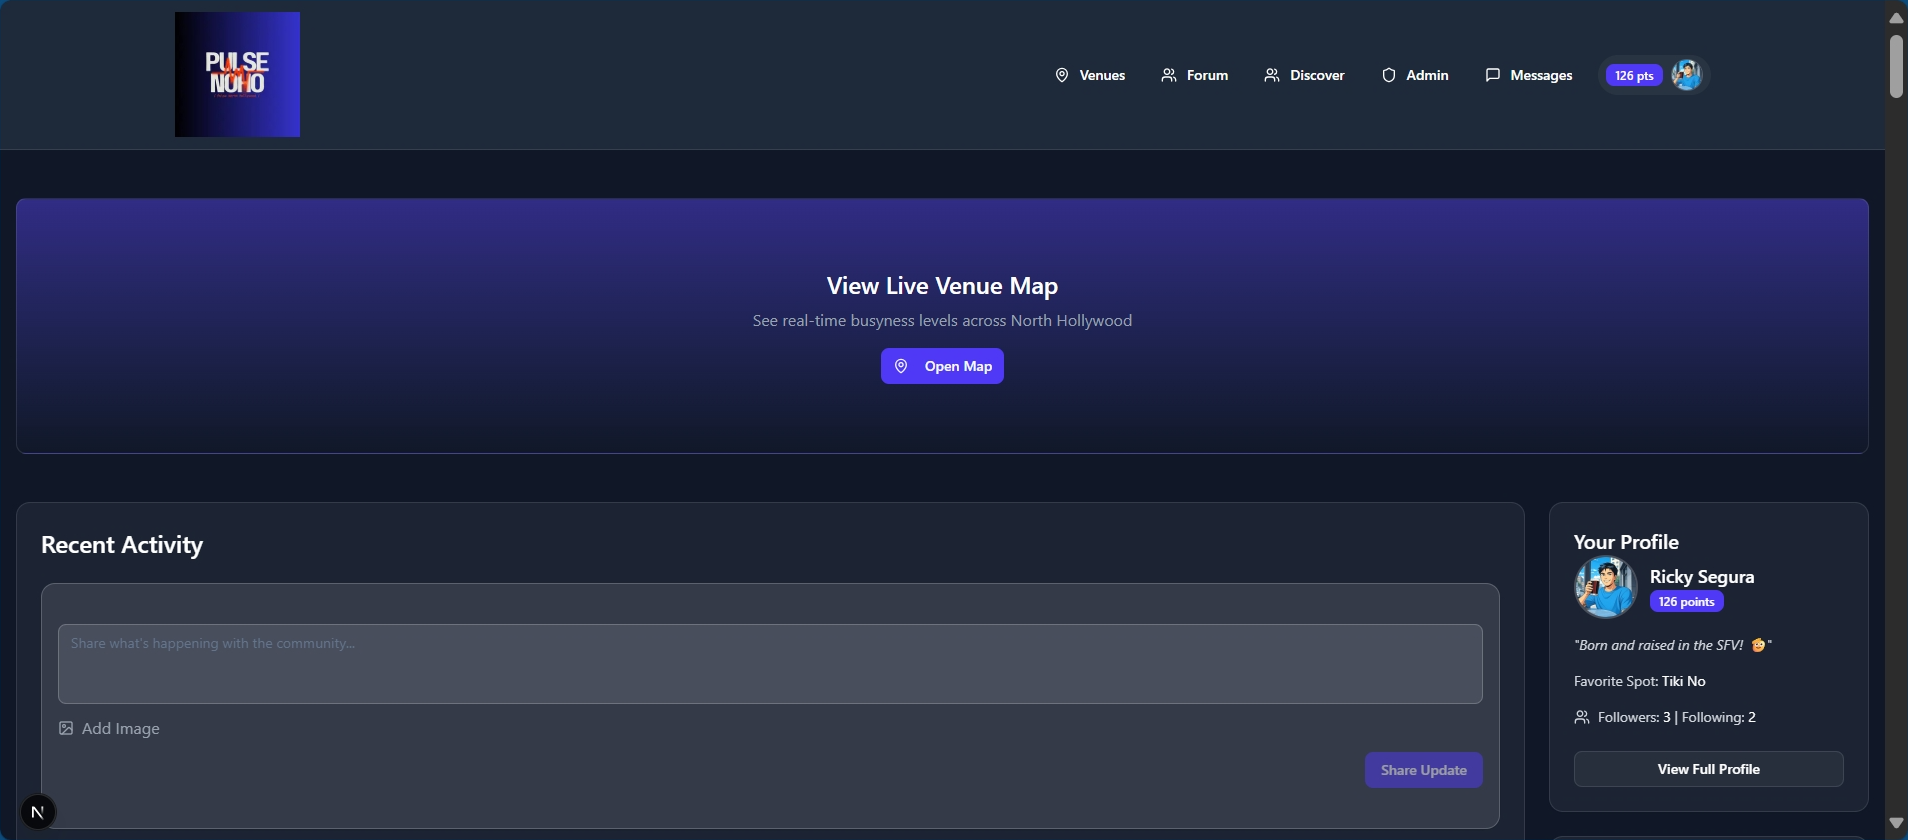 PULSE
NOHO
Venues
Forum
Discover
Admin
Messages
126 pts
View Live Venue Map
See real-time busyness levels across North Hollywood
Open Map
Recent Activity
Share what's happening with the community...
Add Image
Share Update
Your Profile
Ricky Segura
126 points
"Born and raised in the SFV! "
Favorite Spot: Tiki No
Followers: 3 | Following: 2
View Full Profile
N